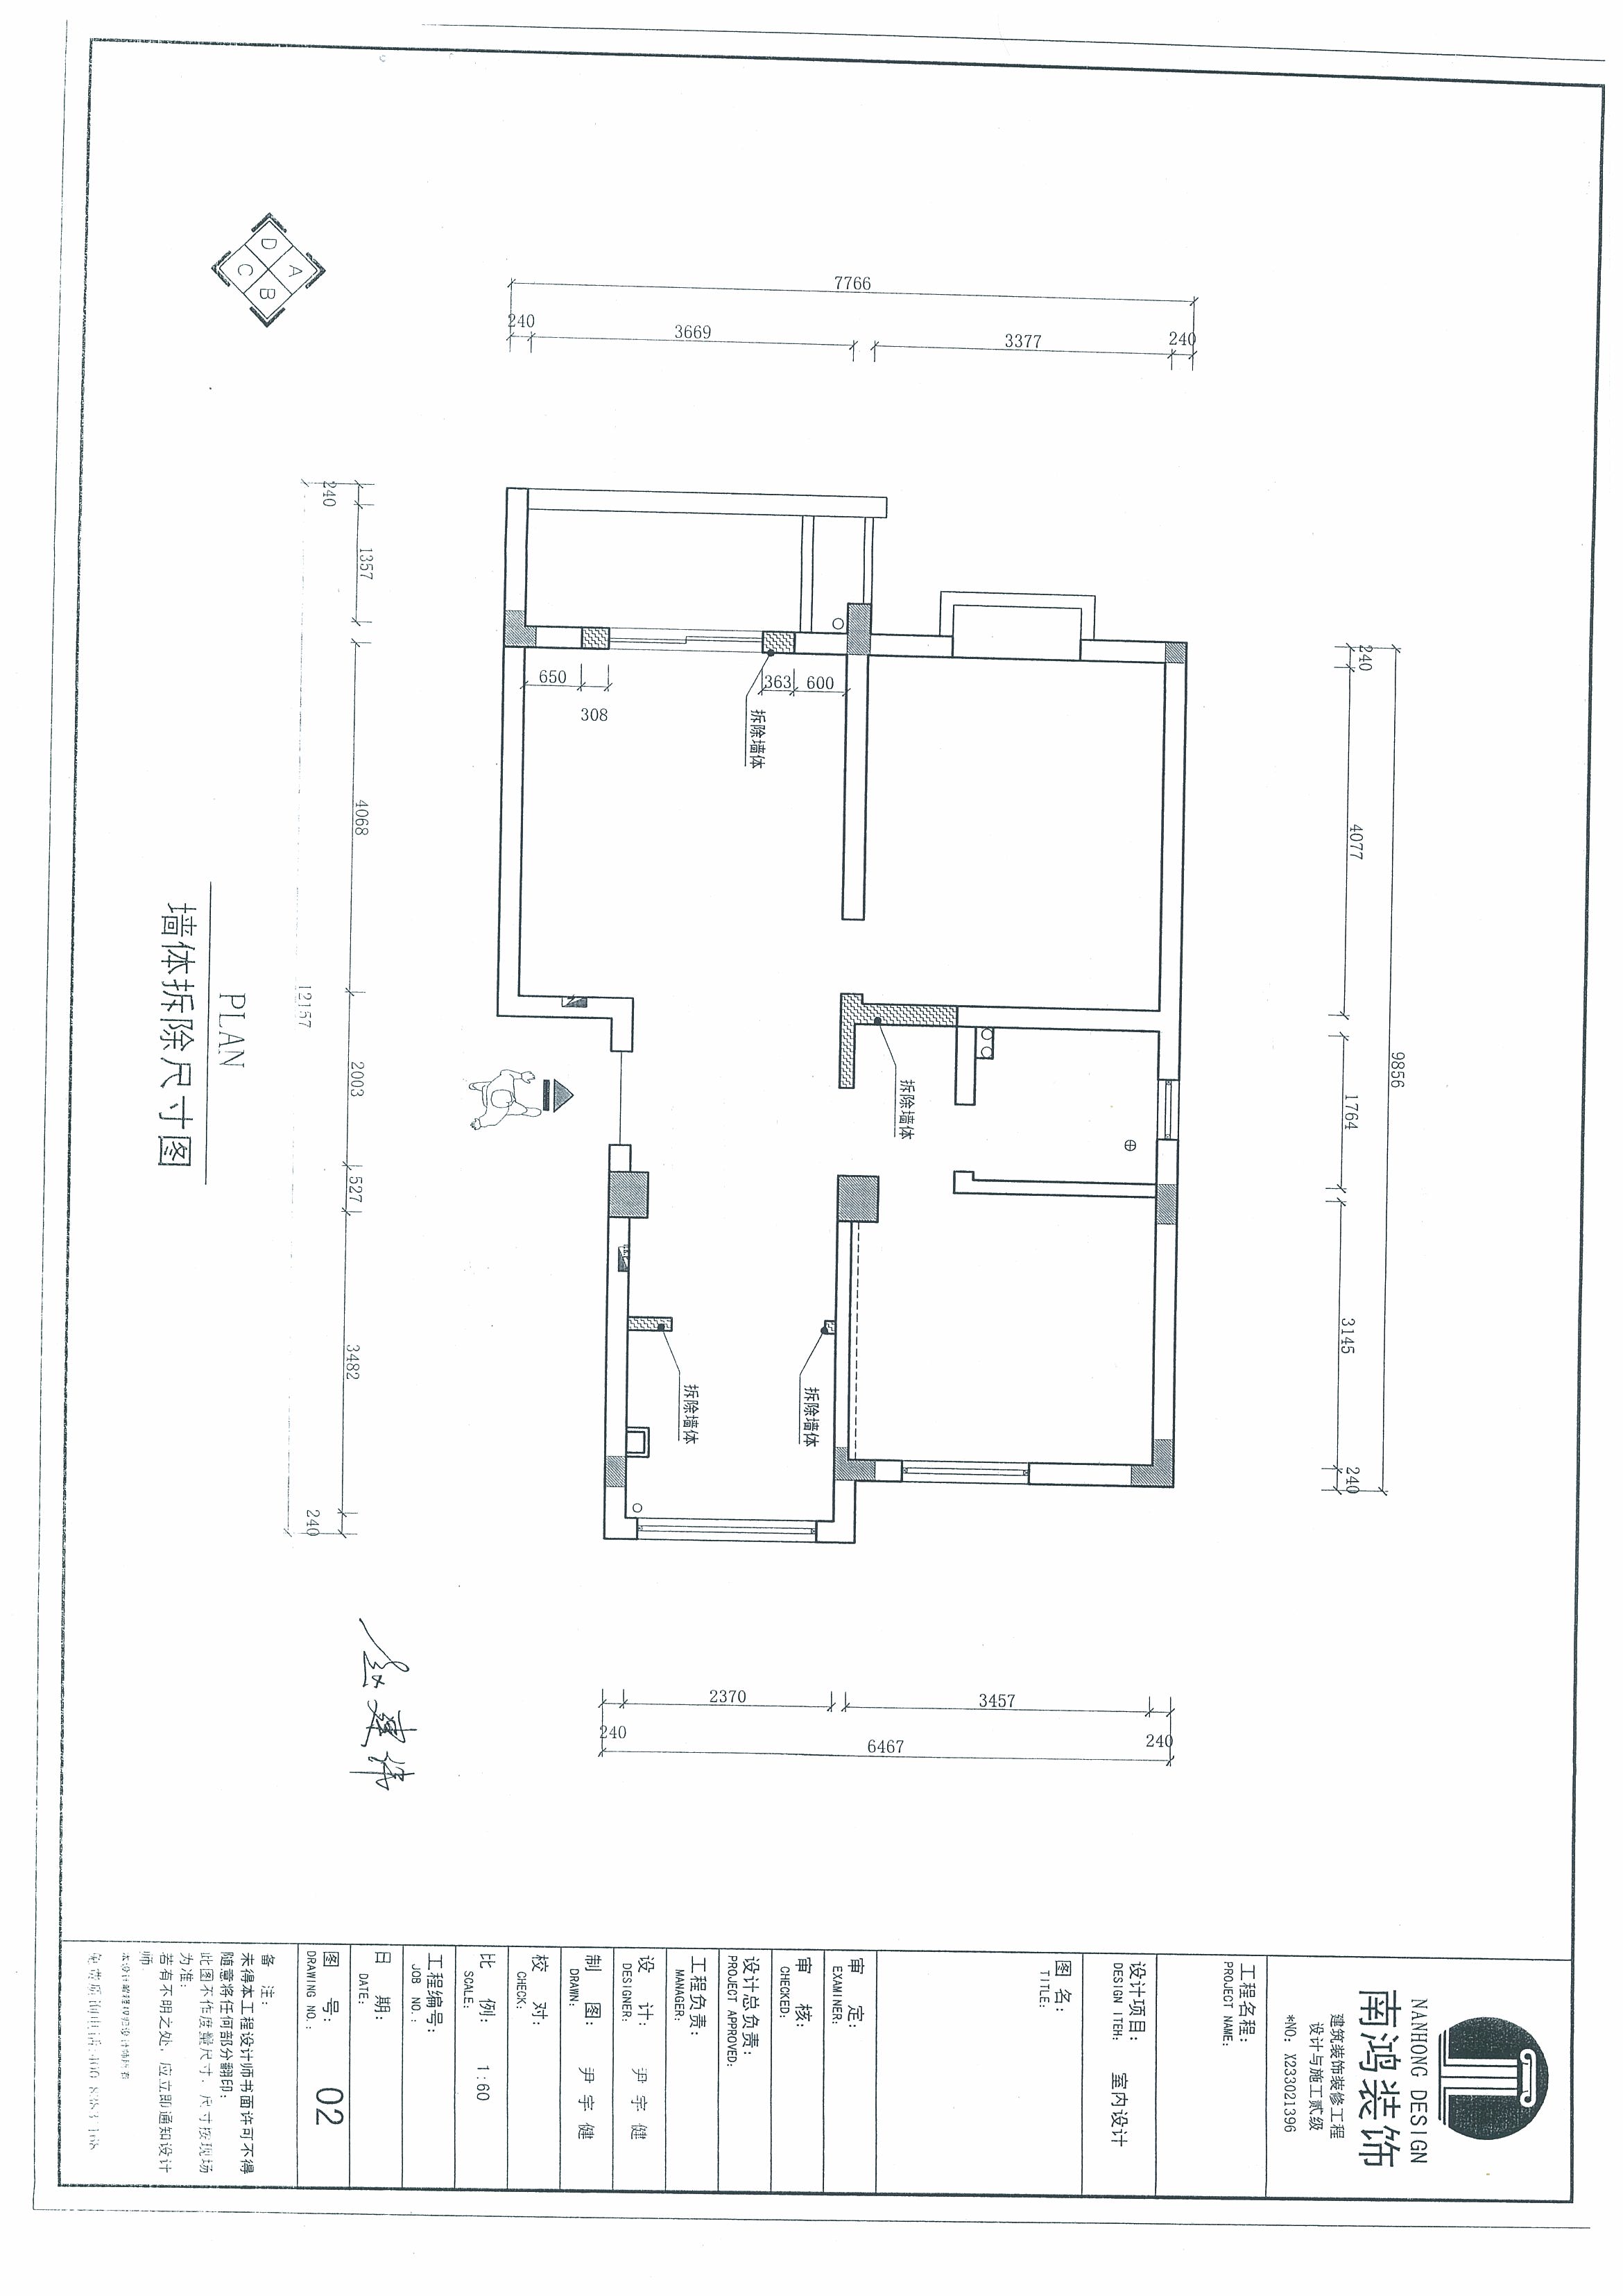 7766
240
3669
3377
240
D
A
C
B
240
1357
4068
2003
527
3482
240
12157
650
308
363
600
拆除墙体
拆除墙体
拆除墙体
拆除墙体
240
4077
1764
3145
240
9856
2370
3457
240
240
6467
PLAN
墙体拆除尺寸图
NANHONG DESIGN
南鸿装饰
建筑装饰装修工程
设计与施工贰级
*NO: X233021396
工程名程:
PROJECT NAME:
设计项目: 室内设计
DESIGN ITEH:
图 名:
TITLE:
审 定:
EXAMINER:
审 核:
CHECKED:
设计总负责:
PROJECT APPROVED:
工程负责:
MANAGER:
设 计: 尹 宇 健
DESIGNER:
制 图: 尹 宇 健
DRAWN:
校 对:
CHECK:
比 例: 1:60
SCALE:
工程编号:
JOB NO.:
日 期:
DATE:
图 号: 02
DRAWING NO.:
备 注:
未得本工程设计师书面许可不得
随意将任何部分翻印:
此图不作度量尺寸, 尺寸按现场
为准:
若有不明之处, 应立即通知设计
师.